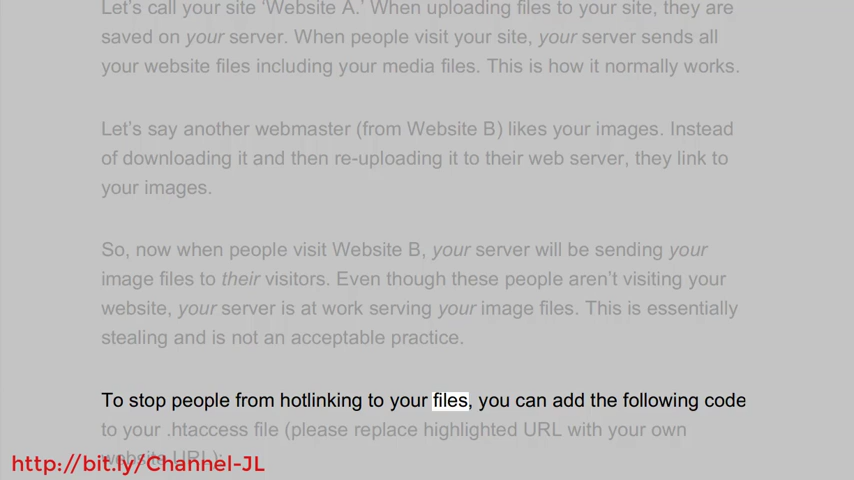 Let’s call your site ‘Website A.’ When uploading files to your site, they are
saved on your server. When people visit your site, your server sends all
your website files including your media files. This is how it normally works.
Let’s say another webmaster (from Website B) likes your images. Instead
of downloading it and then re-uploading it to their web server, they link to
your images.
So, now when people visit Website B, your server will be sending your
image files to their visitors. Even though these people aren’t visiting your
website, your server is at work serving your image files. This is essentially
stealing and is not an acceptable practice.
To stop people from hotlinking to your files, you can add the following code
to your .htaccess file (please replace highlighted URL with your own
website URL):
http://bit.ly/Channel-JL